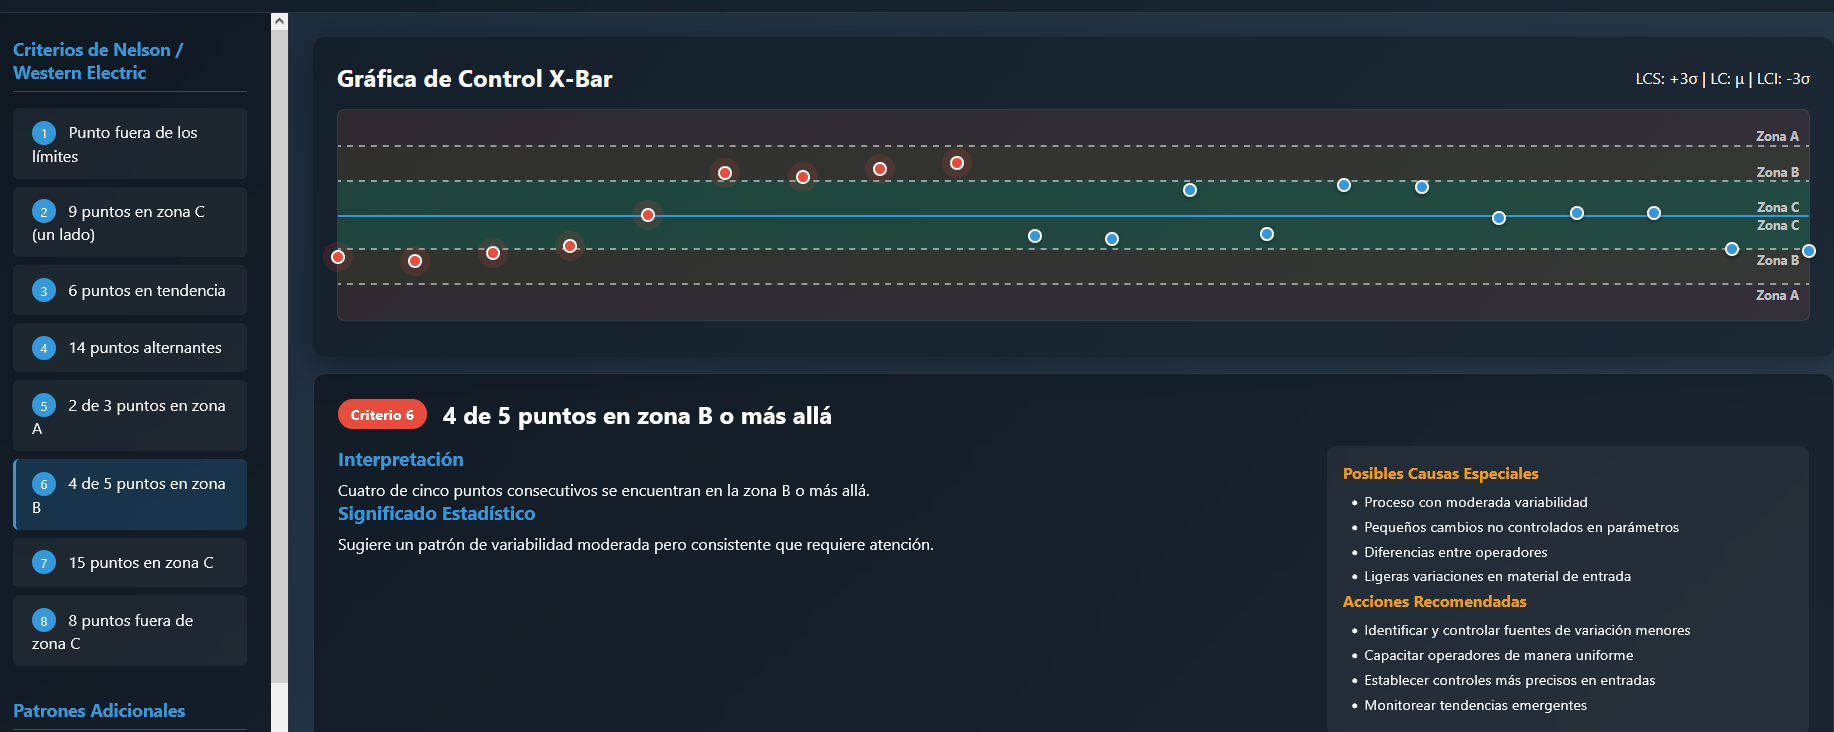 Criterios de Nelson /
Western Electric
1 Punto fuera de los
límites
2 9 puntos en zona C
(un lado)
3 6 puntos en tendencia
4 14 puntos alternantes
5 2 de 3 puntos en zona
A
6 4 de 5 puntos en zona
B
7 15 puntos en zona C
8 8 puntos fuera de
zona C
Patrones Adicionales
Gráfica de Control X-Bar
LCS: +3σ | LC: μ | LCI: -3σ
Zona A
Zona B
Zona C
Zona C
Zona B
Zona A
Criterio 6 4 de 5 puntos en zona B o más allá
Interpretación
Cuatro de cinco puntos consecutivos se encuentran en la zona B o más allá.
Significado Estadístico
Sugiere un patrón de variabilidad moderada pero consistente que requiere atención.
Posibles Causas Especiales
• Proceso con moderada variabilidad
• Pequeños cambios no controlados en parámetros
• Diferencias entre operadores
• Ligeras variaciones en material de entrada
Acciones Recomendadas
• Identificar y controlar fuentes de variación menores
• Capacitar operadores de manera uniforme
• Establecer controles más precisos en entradas
• Monitorear tendencias emergentes